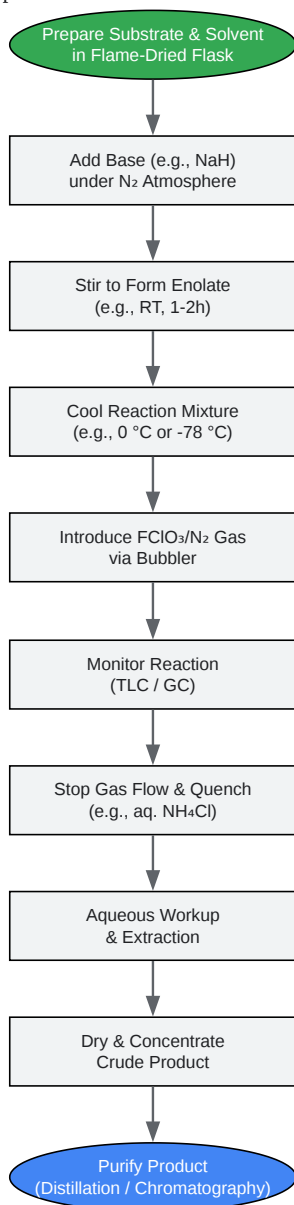 Prepare Substrate & Solvent
in Flame-Dried Flask
Add Base (e.g., NaH)
under N₂ Atmosphere
Stir to Form Enolate
(e.g., RT, 1-2h)
Cool Reaction Mixture
(e.g., 0 °C or -78 °C)
Introduce FClO₃/N₂ Gas
via Bubbler
Monitor Reaction
(TLC / GC)
Stop Gas Flow & Quench
(e.g., aq. NH₄Cl)
Aqueous Workup
& Extraction
Dry & Concentrate
Crude Product
Purify Product
(Distillation / Chromatography)